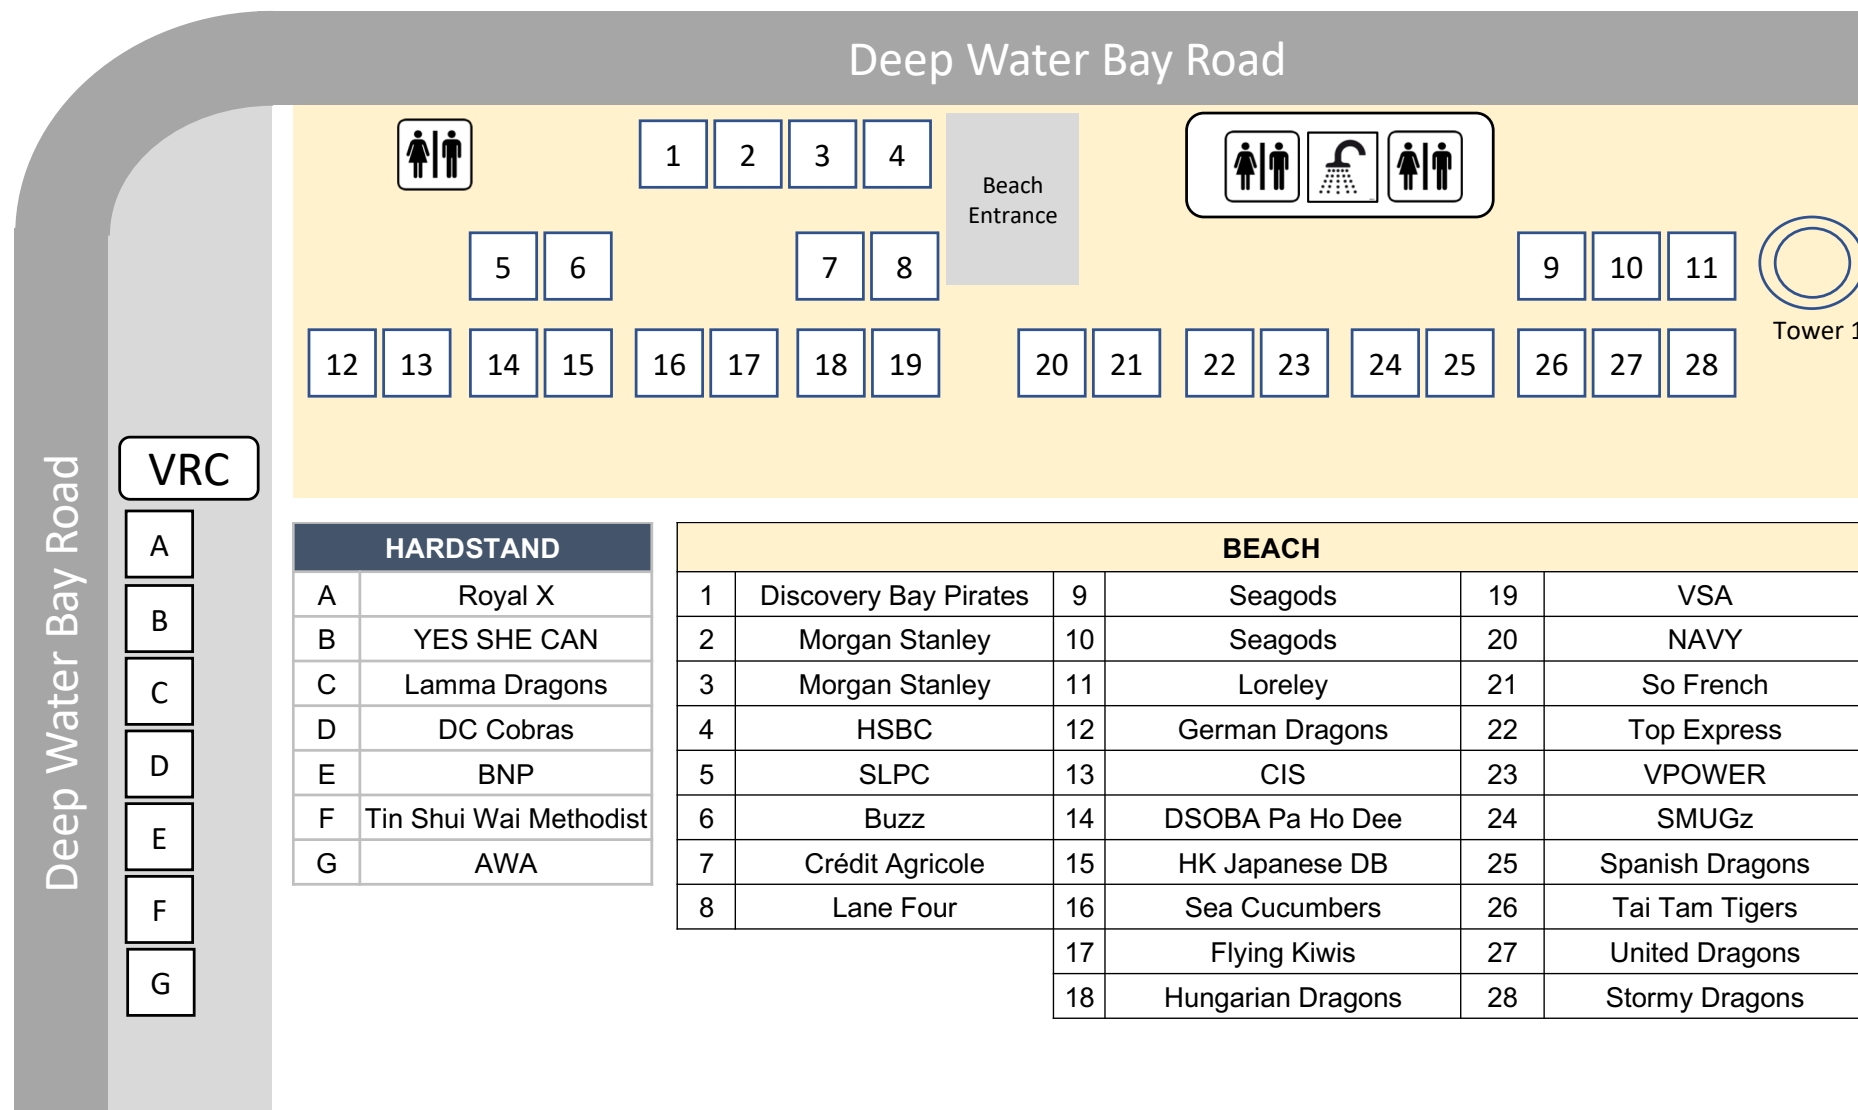 Deep Water Bay Road
1 2 3 4
Beach
Entrance
5 6 7 8 9 10 11
Tower 1
12 13 14 15 16 17 18 19 20 21 22 23 24 25 26 27 28
Deep Water Bay Road
VRC
A
B
C
D
E
F
G
HARDSTAND
A Royal X
B YES SHE CAN
C Lamma Dragons
D DC Cobras
E BNP
F Tin Shui Wai Methodist
G AWA
BEACH
1 Discovery Bay Pirates 9 Seagods 19 VSA
2 Morgan Stanley 10 Seagods 20 NAVY
3 Morgan Stanley 11 Loreley 21 So French
4 HSBC 12 German Dragons 22 Top Express
5 SLPC 13 CIS 23 VPOWER
6 Buzz 14 DSOBA Pa Ho Dee 24 SMUGz
7 Crédit Agricole 15 HK Japanese DB 25 Spanish Dragons
8 Lane Four 16 Sea Cucumbers 26 Tai Tam Tigers
17 Flying Kiwis 27 United Dragons
18 Hungarian Dragons 28 Stormy Dragons